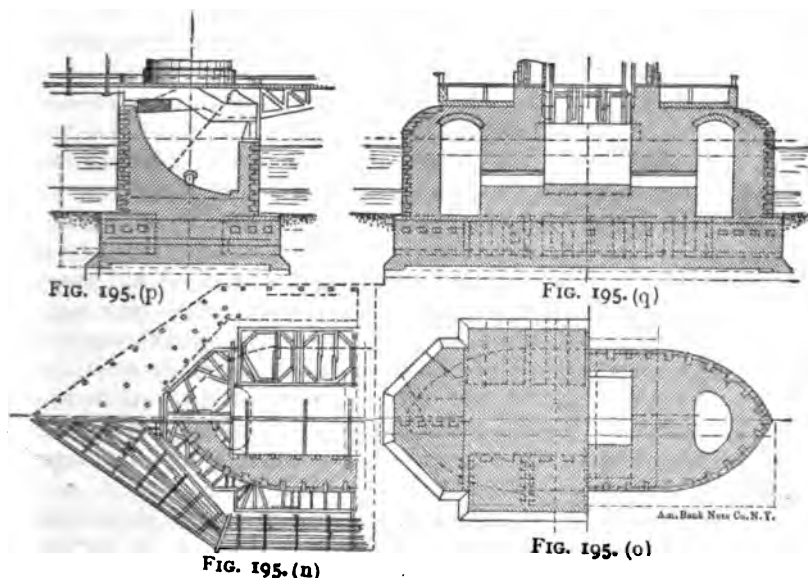 FIG. 195. (p)
FIG. 195. (q)
Am. Bank Note Co. N. Y.
FIG. 195. (n)
FIG. 195. (o)